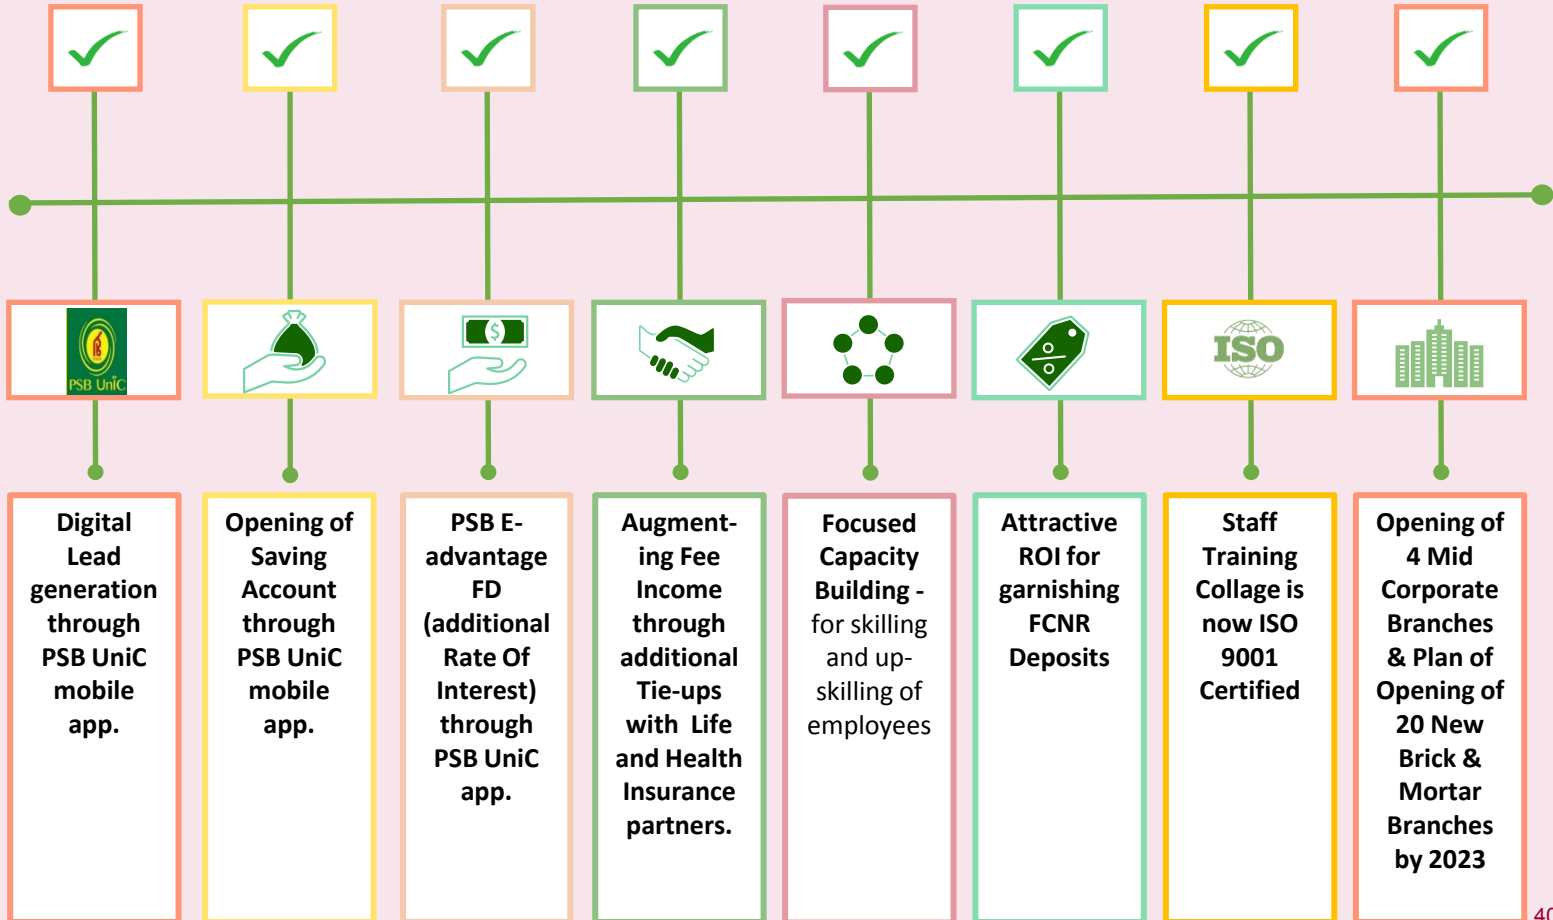 PSB UniC
$
%
ISO
Digital
Lead
generation
through
PSB UniC
mobile
app.
Opening of
Saving
Account
through
PSB UniC
mobile
app.
PSB E-
advantage
FD
(additional
Rate Of
Interest)
through
PSB UniC
app.
Augment-
ing Fee
Income
through
additional
Tie-ups
with Life
and Health
Insurance
partners.
Focused
Capacity
Building -
for skilling
and up-
skilling of
employees
Attractive
ROI for
garnishing
FCNR
Deposits
Staff
Training
Collage is
now ISO
9001
Certified
Opening of
4 Mid
Corporate
Branches
& Plan of
Opening of
20 New
Brick &
Mortar
Branches
by 2023
40